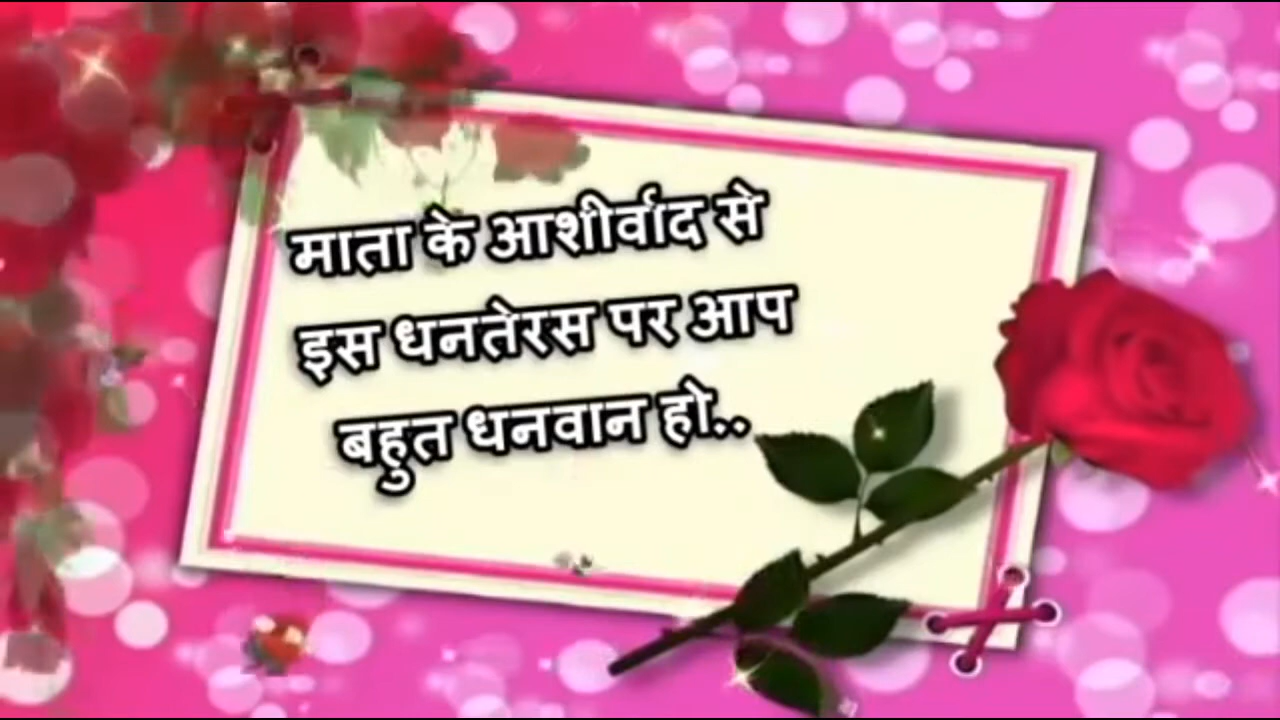 माता के आशीर्वाद से
इस धनतेरस पर आप
बहुत धनवान हो..